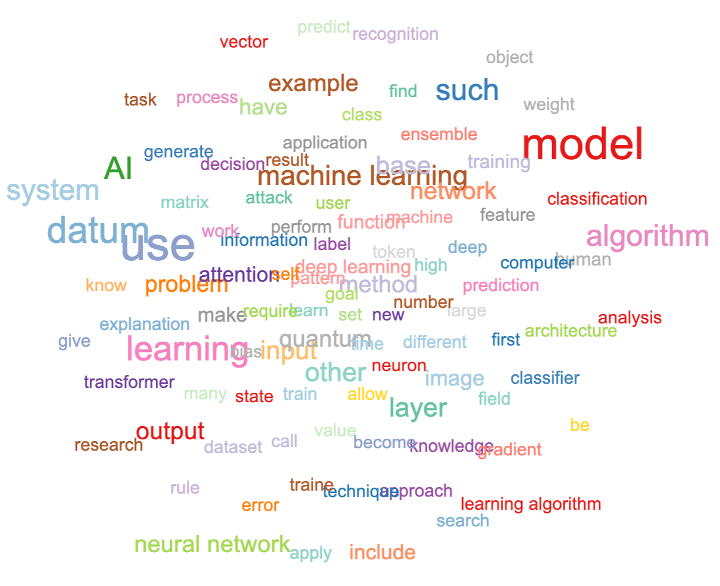 predict
recognition
vector
object
example
find
such
task
process
have
class
weight
ensemble
application
model
generate
decision
result
base
training
AI
machine learning
system
network
matrix
attack
user
classification
datum
use
work
perform
function
machine
feature
algorithm
information
label
token
deep
human
attention
self
deep learning
high
computer
know
problem
pattern
method
prediction
goal
number
make
require
learn
set
new
large
analysis
explanation
give
learning
bias
input
quantum
time
different
first
architecture
transformer
other
neuron
image
classifier
many
state
train
allow
layer
field
output
value
be
research
dataset
call
become
knowledge
gradient
rule
traine
technique
approach
error
learning algorithm
search
neural network
apply
include